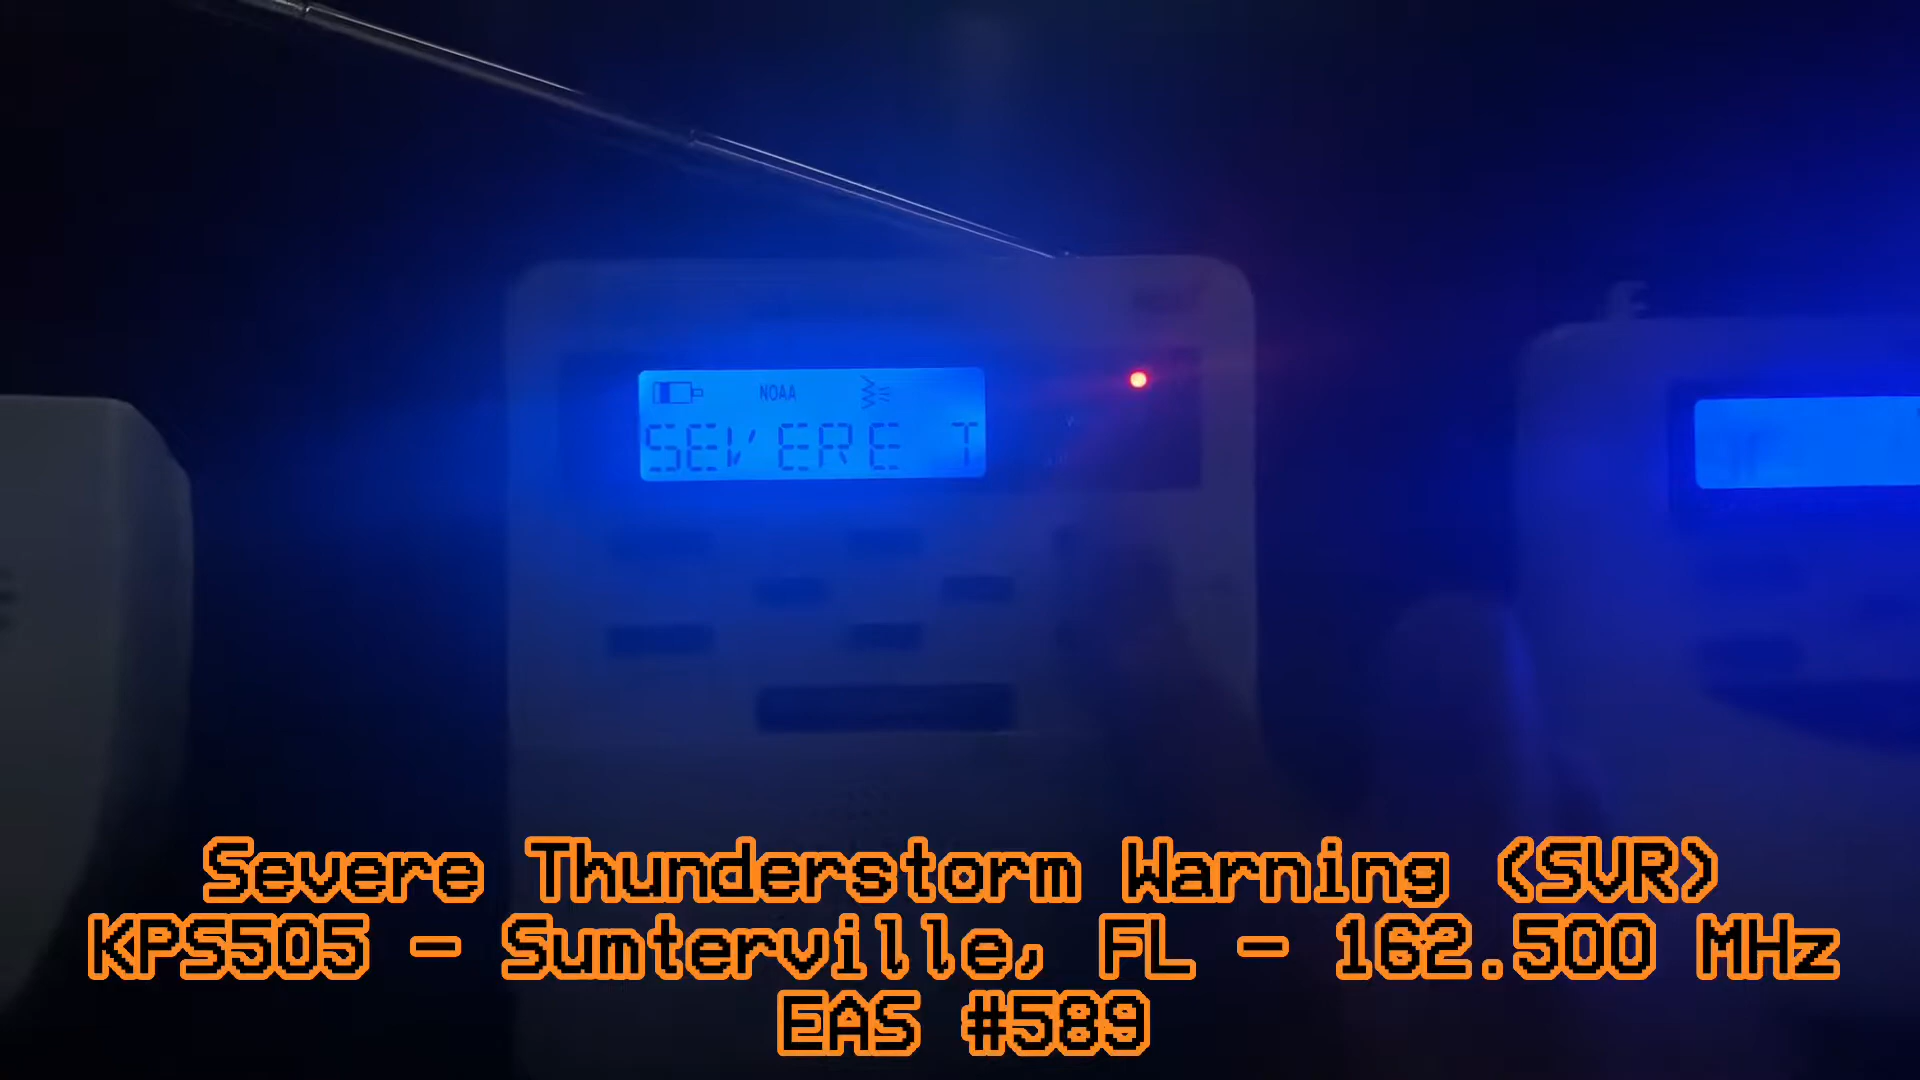 NOAA
SEVERE T
Severe Thunderstorm Warning (SVR)
KPS505 - Sumterville, FL - 162.500 MHz
EAS #589